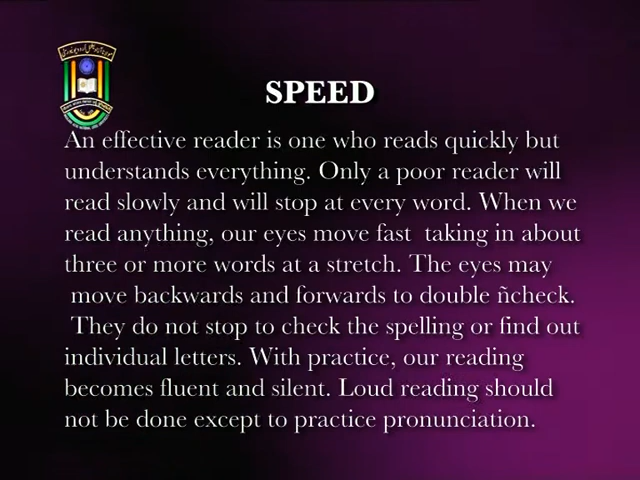 SPEED
An effective reader is one who reads quickly but
understands everything. Only a poor reader will
read slowly and will stop at every word. When we
read anything, our eyes move fast taking in about
three or more words at a stretch. The eyes may
move backwards and forwards to double ñcheck.
They do not stop to check the spelling or find out
individual letters. With practice, our reading
becomes fluent and silent. Loud reading should
not be done except to practice pronunciation.